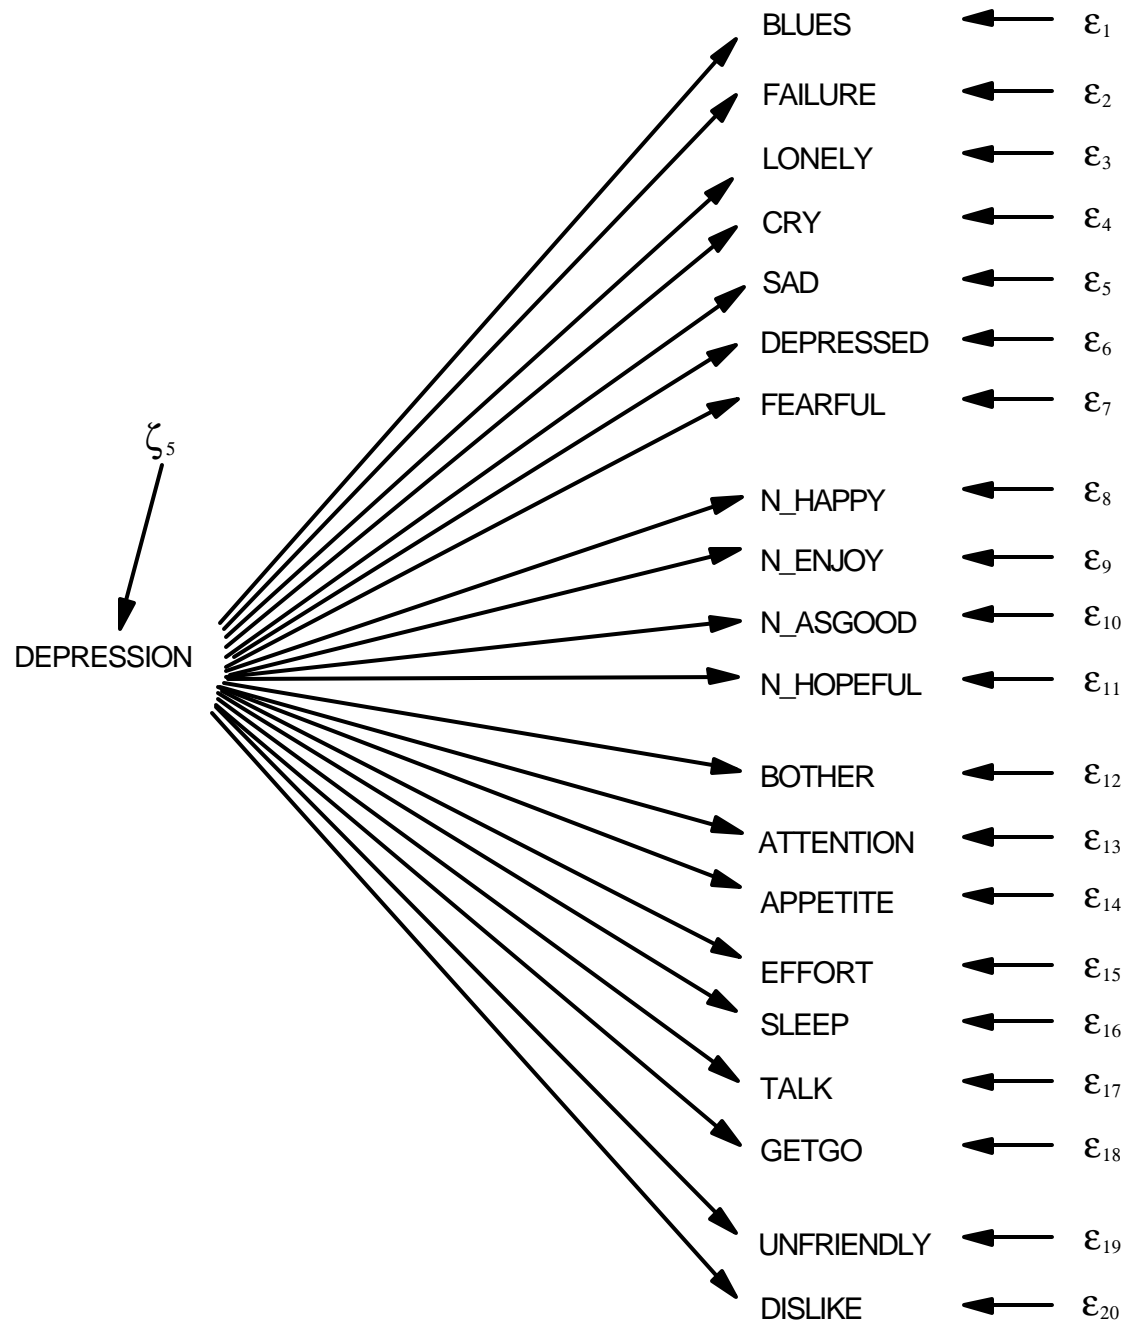 BLUES ε1
FAILURE ε2
LONELY ε3
CRY ε4
SAD ε5
DEPRESSED ε6
FEARFUL ε7
ζ5
N_HAPPY ε8
N_ENJOY ε9
N_ASGOOD ε10
DEPRESSION
N_HOPEFUL ε11
BOTHER ε12
ATTENTION ε13
APPETITE ε14
EFFORT ε15
SLEEP ε16
TALK ε17
GETGO ε18
UNFRIENDLY ε19
DISLIKE ε20